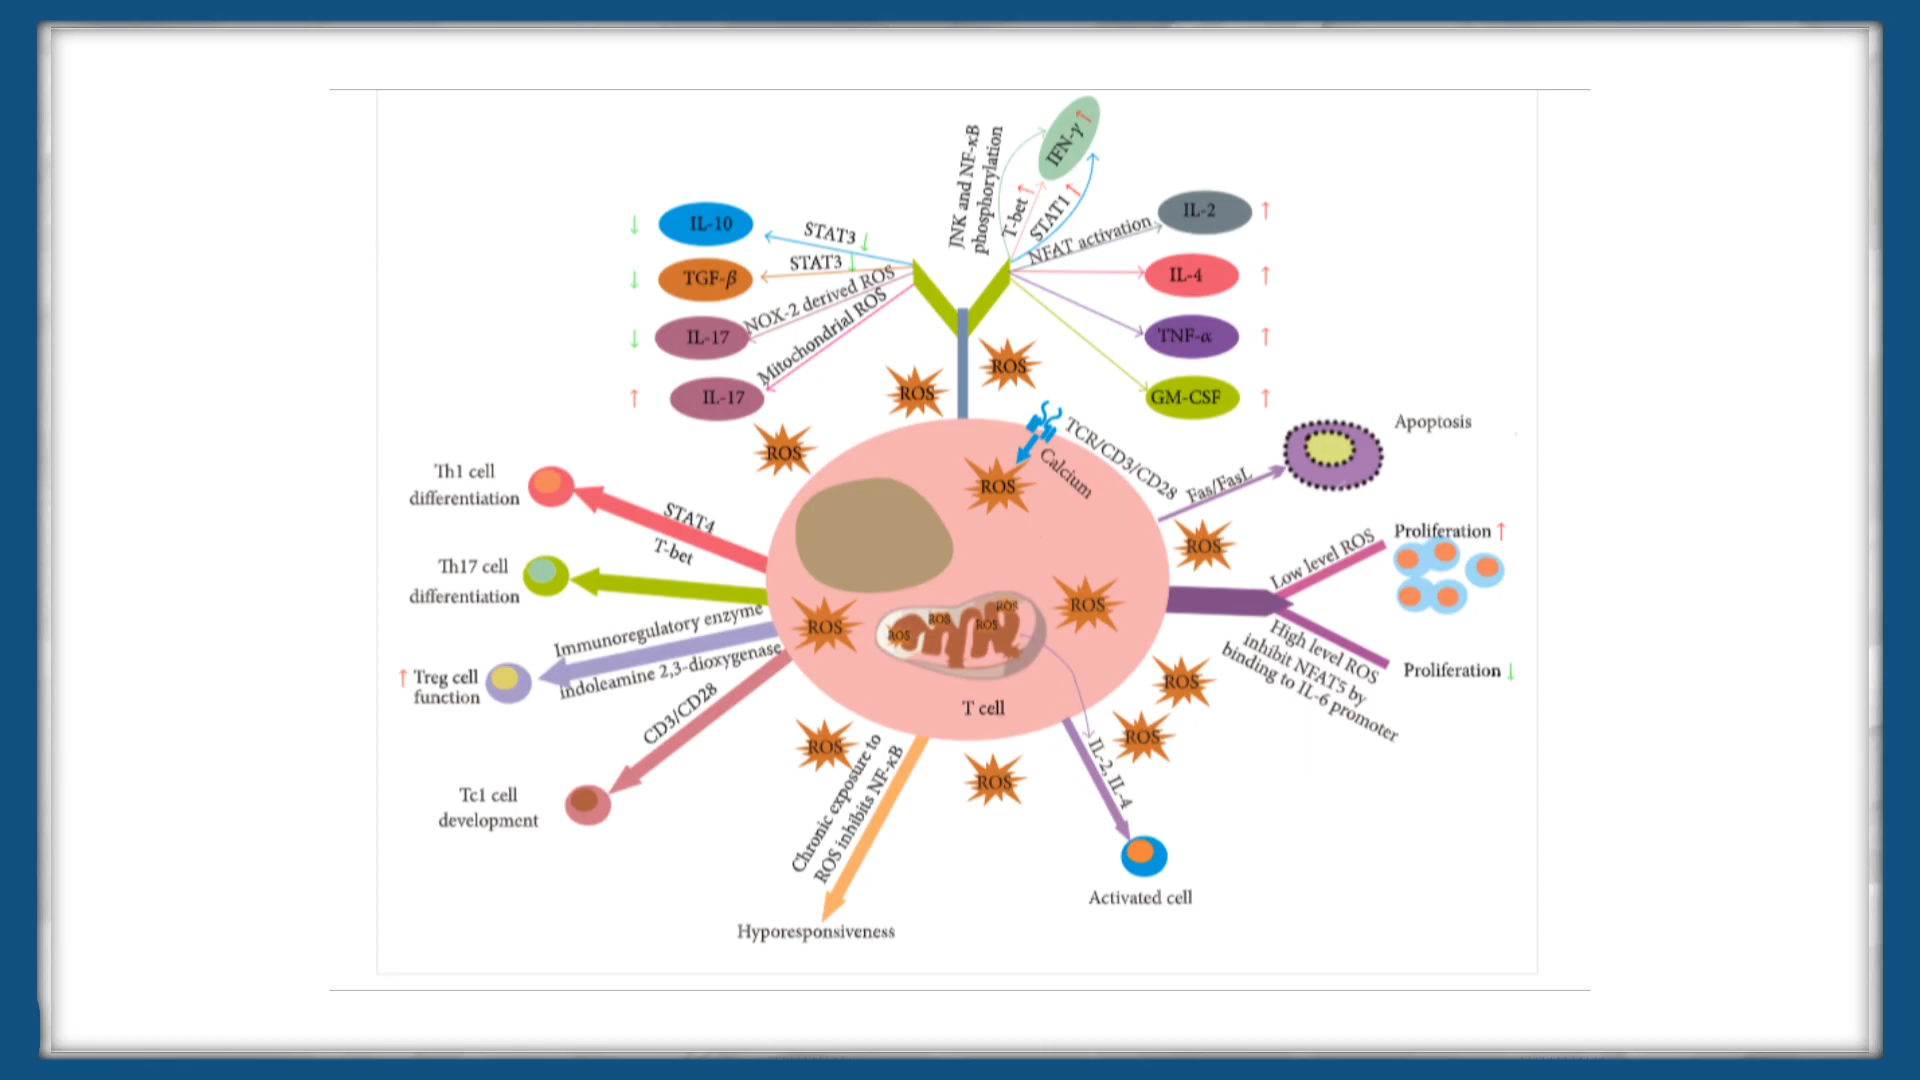 JNK and NF-κB
phosphorylation
IFN-γ ↑
T-bet ↑
STAT1 ↑
NFAT activation
↓ IL-10
STAT3 ↓
↓ TGF-β
STAT3 ↓
↓ IL-17
NOX-2 derived ROS
↑ IL-17
Mitochondrial ROS
IL-2 ↑
IL-4 ↑
TNF-α ↑
GM-CSF ↑
ROS
ROS
ROS
ROS
TCR/CD3/CD28
Calcium
Fas/FasL
Apoptosis
ROS
Th1 cell
differentiation
STAT4
T-bet
Th17 cell
differentiation
Immunoregulatory enzyme
indoleamine 2,3-dioxygenase
↑ Treg cell
function
CD3/CD28
Tc1 cell
development
ROS
ROS
ROS
ROS
ROS
ROS
T cell
Low level ROS
Proliferation ↑
High level ROS
inhibit NFAT5 by
binding to IL-6 promoter
Proliferation ↓
ROS
ROS
ROS
ROS
Chronic exposure to
ROS inhibits NF-κB
Hyporesponsiveness
IL-2, IL-4
Activated cell